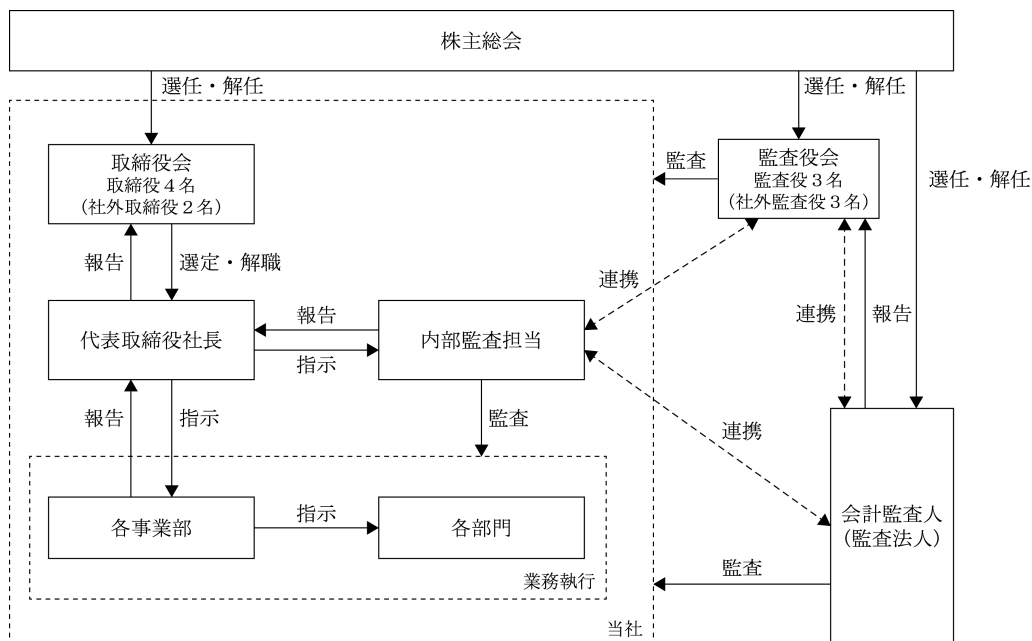 株主総会
選任・解任
選任・解任
選任・解任
取締役会
取締役4名
(社外取締役2名)
監査
監査役会
監査役3名
(社外監査役3名)
報告
選定・解職
連携
連携
報告
代表取締役社長
報告
指示
内部監査担当
報告
指示
監査
連携
各事業部
指示
各部門
業務執行
会計監査人
(監査法人)
監査
当社